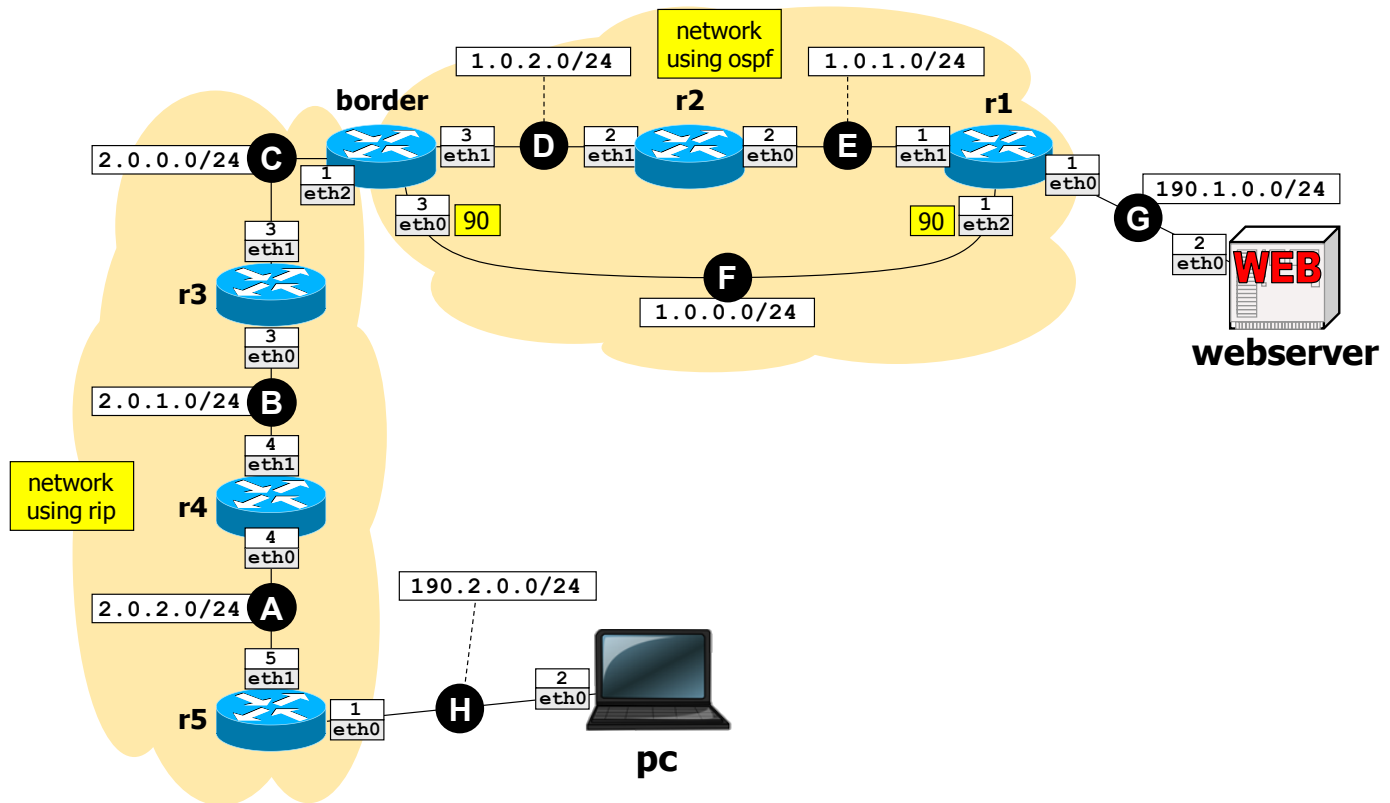 network
using ospf
1.0.2.0/24
1.0.1.0/24
border
r2
r1
3
eth1
D
2
eth1
2
eth0
E
1
eth1
2.0.0.0/24
C
1
eth2
1
eth0
190.1.0.0/24
3
eth0
90
90
1
eth2
G
2
eth0
WEB
3
eth1
r3
F
1.0.0.0/24
webserver
3
eth0
2.0.1.0/24
B
4
eth1
network
using rip
r4
4
eth0
190.2.0.0/24
2.0.2.0/24
A
5
eth1
r5
1
eth0
H
2
eth0
pc